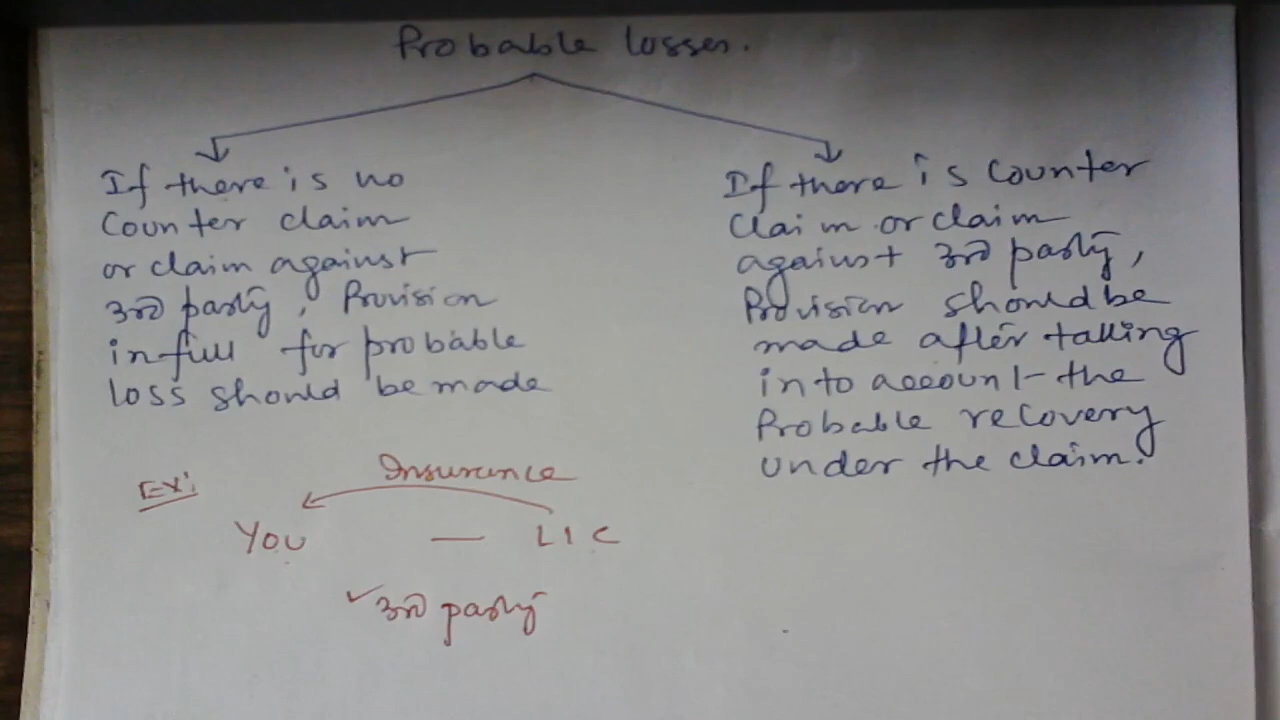 Probable losses.
If there is no
Counter claim
or claim against
3rd party, Provision
in full for probable
loss should be made
If there is Counter
Claim or claim
against 3rd party,
Provision should be
made after taking
in to account the
Probable recovery
under the claim.
Ex:
Insurance
You — LIC
✓3rd party